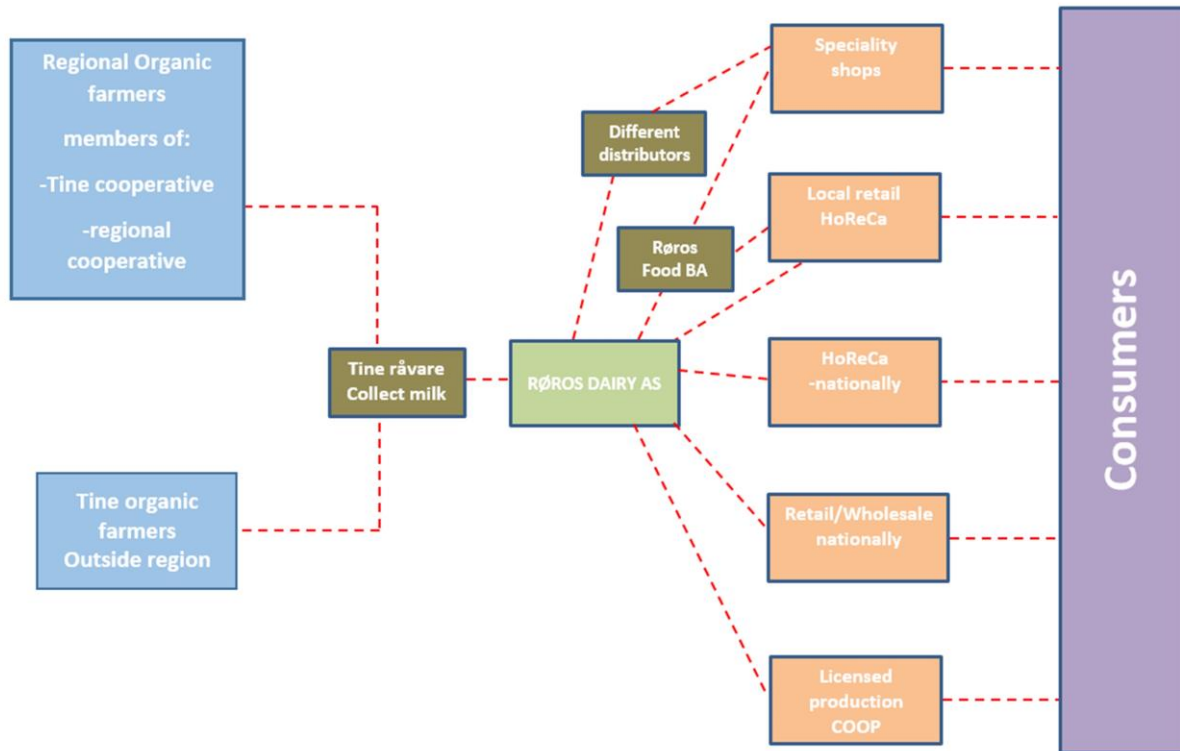 Regional Organic
farmers
members of:
-Tine cooperative
-regional
cooperative
Tine organic
farmers
Outside region
Tine råvare
Collect milk
RØROS DAIRY AS
Different
distributors
Røros
Food BA
Speciality
shops
Local retail
HoReCa
HoReCa
-nationally
Retail/Wholesale
nationally
Licensed
production
COOP
Consumers